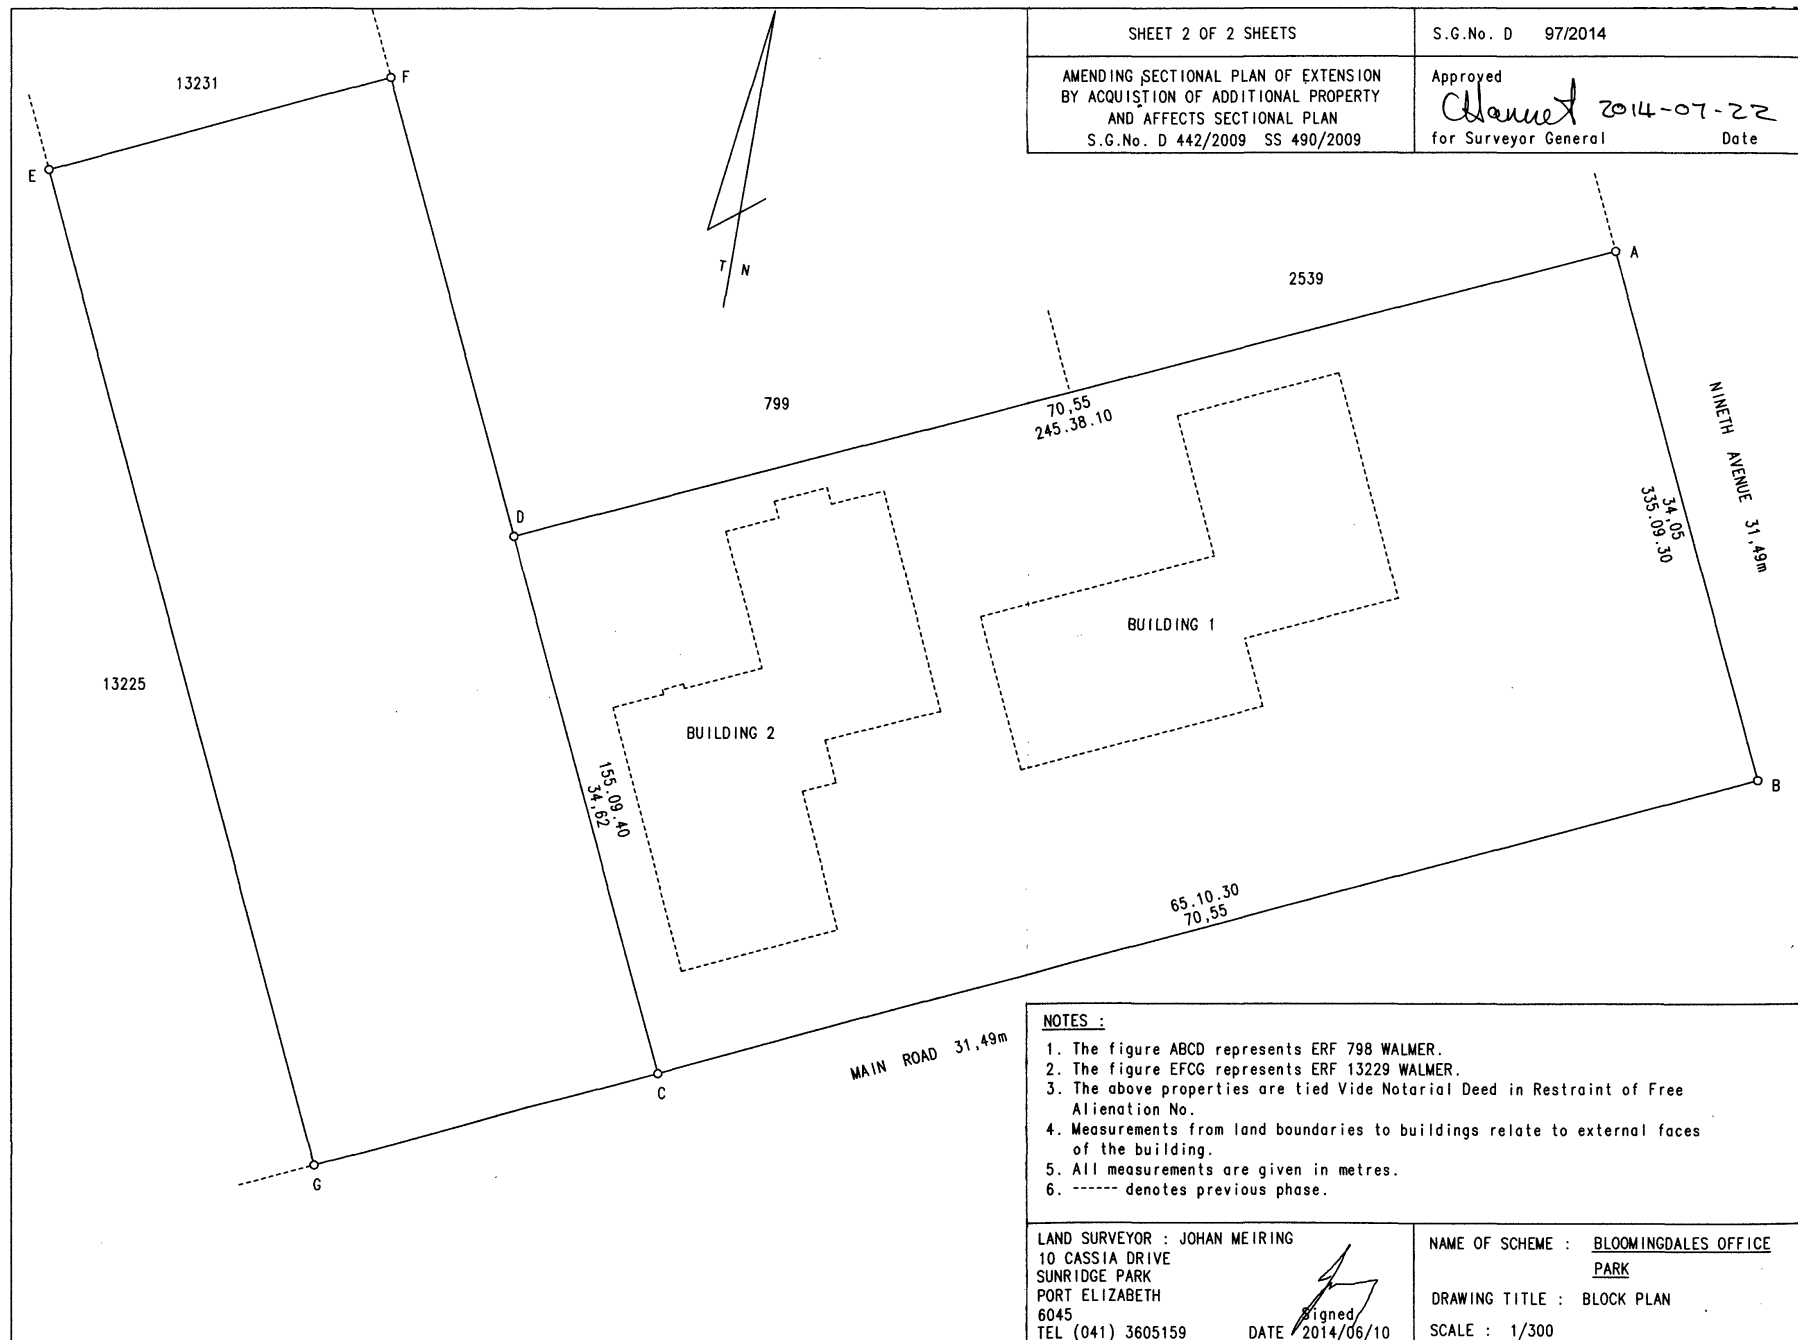 SHEET 2 OF 2 SHEETS
S.G.No. D 97/2014
AMENDING SECTIONAL PLAN OF EXTENSION
BY ACQUISTION OF ADDITIONAL PROPERTY
AND AFFECTS SECTIONAL PLAN
S.G.No. D 442/2009 SS 490/2009
Approved
2014-07-22
for Surveyor General Date
13231
F
E
T N
A
2539
799
70,55
245.38.10
NINETH AVENUE 31,49m
34,05
335.09.30
D
BUILDING 1
13225
BUILDING 2
155.09.40
34,62
B
65.10.30
70,55
MAIN ROAD 31,49m
C
G
NOTES :
1. The figure ABCD represents ERF 798 WALMER.
2. The figure EFCG represents ERF 13229 WALMER.
3. The above properties are tied Vide Notarial Deed in Restraint of Free
Alienation No.
4. Measurements from land boundaries to buildings relate to external faces
of the building.
5. All measurements are given in metres.
6. ------ denotes previous phase.
LAND SURVEYOR : JOHAN MEIRING
10 CASSIA DRIVE
SUNRIDGE PARK
PORT ELIZABETH
6045
TEL (041) 3605159
Signed
DATE 2014/06/10
NAME OF SCHEME : BLOOMINGDALES OFFICE
PARK
DRAWING TITLE : BLOCK PLAN
SCALE : 1/300